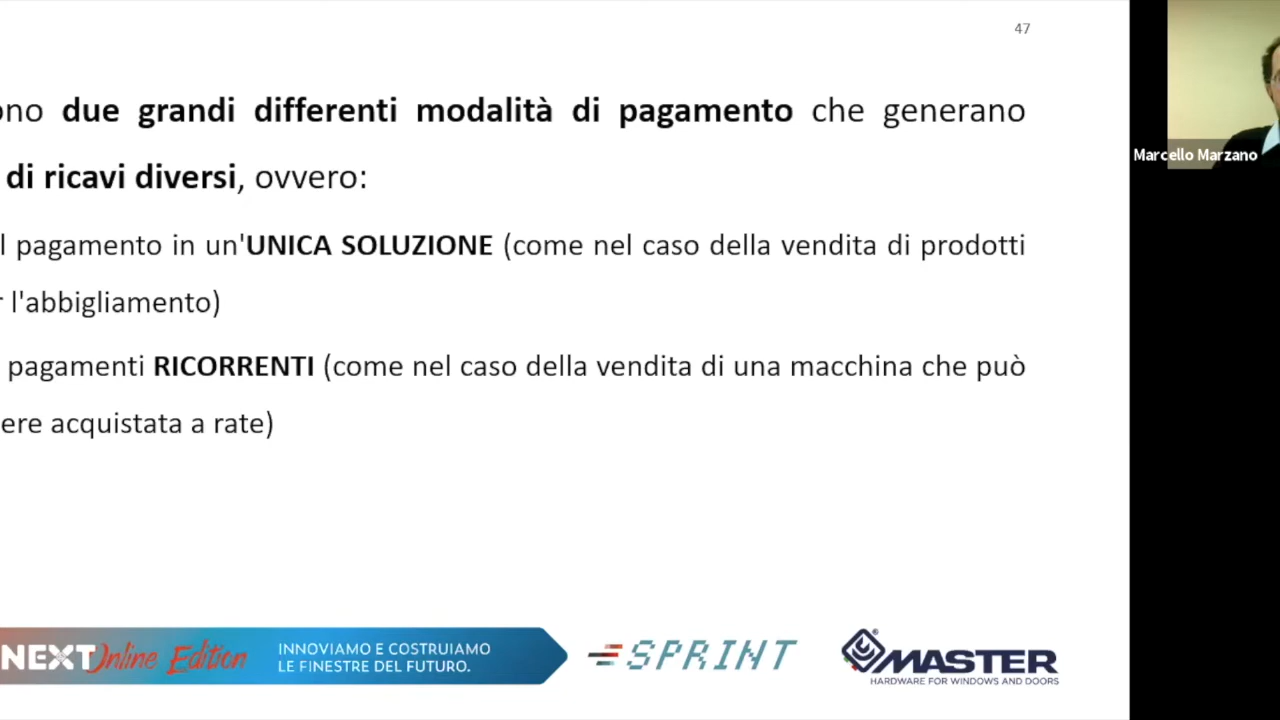 47
due grandi differenti modalità di pagamento che generano
di ricavi diversi, ovvero:
pagamento in un'UNICA SOLUZIONE (come nel caso della vendita di prodotti
l'abbigliamento)
pagamenti RICORRENTI (come nel caso della vendita di una macchina che può
acquistata a rate)
Marcello Marzano
NEXT Online Edition
INNOVIAMO E COSTRUIAMO
LE FINESTRE DEL FUTURO.
SPRINT
MASTER
HARDWARE FOR WINDOWS AND DOORS